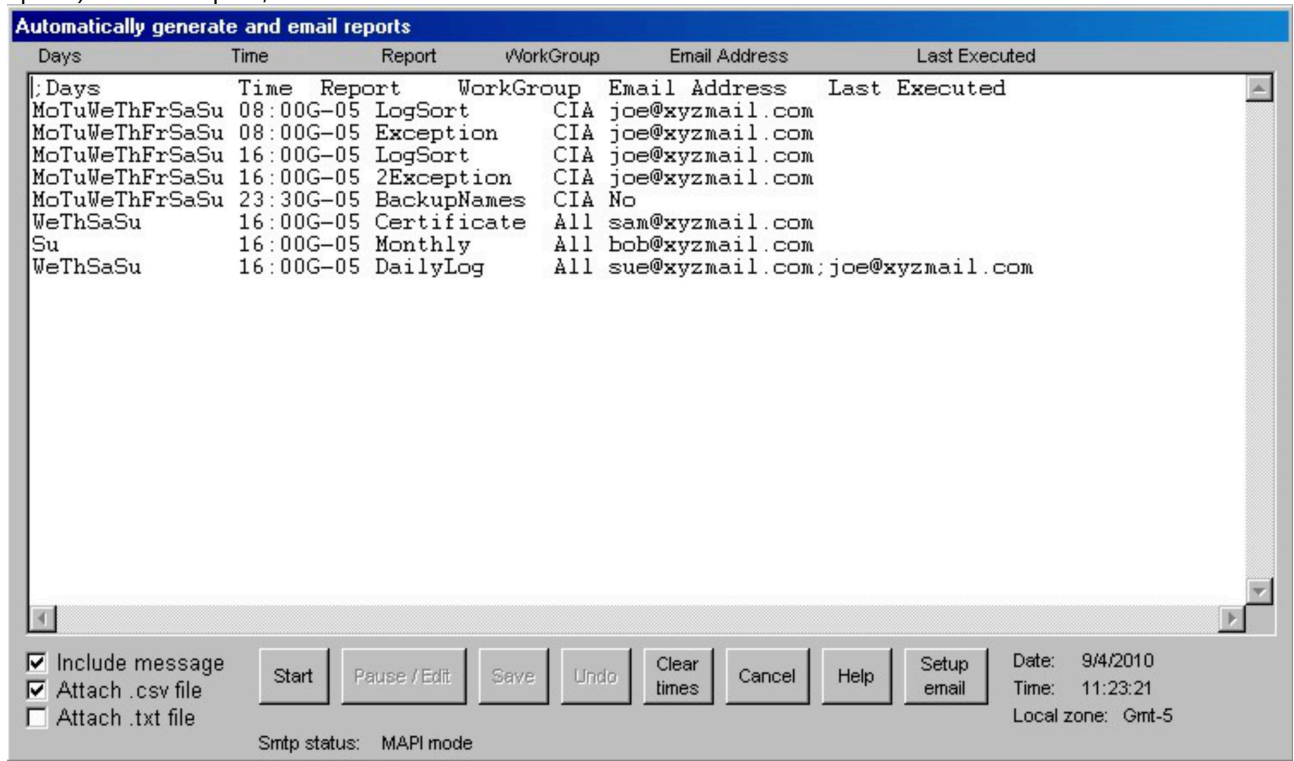 Automatically generate and email reports
Days Time Report WorkGroup Email Address Last Executed
;Days Time Report WorkGroup Email Address Last Executed
MoTuWeThFrSaSu 08:00G-05 LogSort CIA joe@xyzmail.com
MoTuWeThFrSaSu 08:00G-05 Exception CIA joe@xyzmail.com
MoTuWeThFrSaSu 16:00G-05 LogSort CIA joe@xyzmail.com
MoTuWeThFrSaSu 16:00G-05 2Exception CIA joe@xyzmail.com
MoTuWeThFrSaSu 23:30G-05 BackupNames CIA No
WeThSaSu 16:00G-05 Certificate All sam@xyzmail.com
Su 16:00G-05 Monthly All bob@xyzmail.com
WeThSaSu 16:00G-05 DailyLog All sue@xyzmail.com;joe@xyzmail.com
Include message
Attach .csv file
Attach .txt file
Start Pause / Edit Save Undo Clear times Cancel Help Setup email
Date: 9/4/2010
Time: 11:23:21
Local zone: Gmt-5
Smtp status: MAPI mode